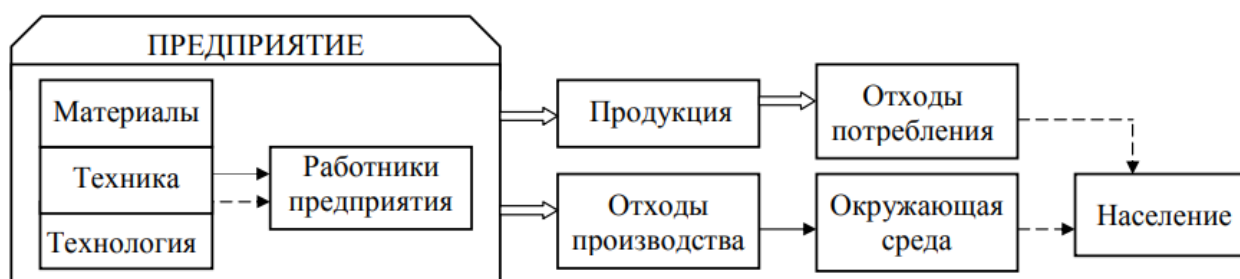 ПРЕДПРИЯТИЕ
Материалы
Техника
Технология
Работники
предприятия
Продукция
Отходы
потребления
Отходы
производства
Окружающая
среда
Население